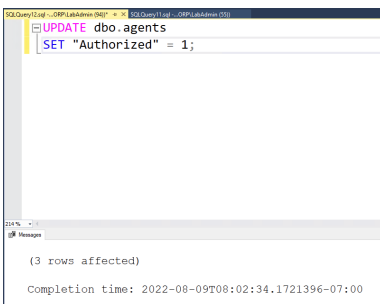 SQLQuery12.sql -...ORP\LabAdmin (94))* SQLQuery11.sql -...ORP\LabAdmin (55))
UPDATE dbo.agents
SET "Authorized" = 1;
214 %
Messages
(3 rows affected)
Completion time: 2022-08-09T08:02:34.1721396-07:00